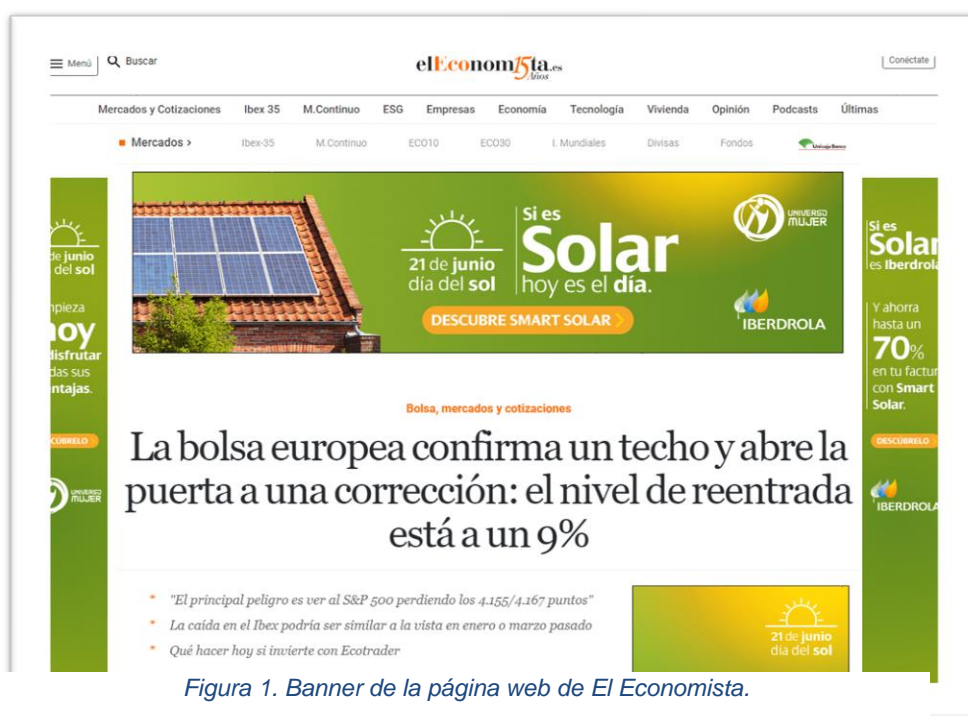 Menú
Buscar
elEconom15ta.es
Años
Conéctate
Mercados y Cotizaciones Ibex 35 M.Continuo ESG Empresas Economía Tecnología Vivienda Opinión Podcasts Últimas
Mercados > Ibex-35 M.Continuo ECO10 ECO30 I. Mundiales Divisas Fondos Unicaja Banco
de junio
del sol
hoy
disfrutar
das sus
ntajas.
CÚBRELO >
UNIVERSO
MUJER
21 de junio
día del sol
Si es
Solar
hoy es el día.
DESCUBRE SMART SOLAR >
UNIVERSO
MUJER
IBERDROLA
Si es
Solar
es Iberdrola
Y ahorra
hasta un
70%
en tu factur
con Smart
Solar.
DESCÚBRELO >
IBERDROLA
Bolsa, mercados y cotizaciones
La bolsa europea confirma un techo y abre la
puerta a una corrección: el nivel de reentrada
está a un 9%
"El principal peligro es ver al S&P 500 perdiendo los 4.155/4.167 puntos"
La caída en el Ibex podría ser similar a la vista en enero o marzo pasado
Qué hacer hoy si invierte con Ecotrader
21 de junio
día del sol
Figura 1. Banner de la página web de El Economista.